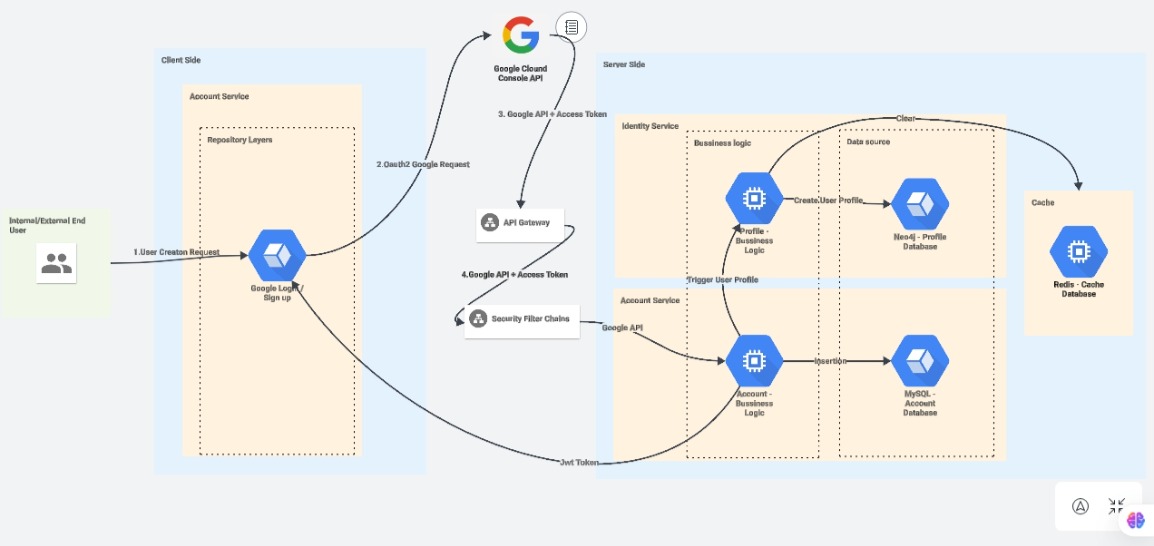 Client Side
Account Service
Repository Layers
Internal/External End
User
1.User Creaton Request
Google Login /
Sign up
2.Oauth2 Google Request
Google Clound
Console API
3. Google API + Access Token
API Gateway
4.Google API + Access Token
Security Filter Chains
Google API
Jwt Token
Server Side
Identity Service
Bussiness logic
Data source
Clear
Profile -
Bussiness
Logic
Create User Profile
Neo4j - Profile
Database
Trigger User Profile
Account Service
Account -
Bussiness
Logic
Insertion
MySQL -
Account
Database
Cache
Redis - Cache
Database